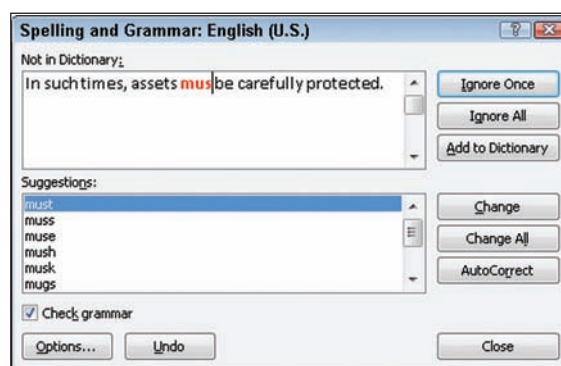 Spelling and Grammar: English (U.S.)
Not in Dictionary:
In such times, assets mus be carefully protected.
Ignore Once
Ignore All
Add to Dictionary
Suggestions:
must
muss
muse
mush
musk
mugs
Change
Change All
AutoCorrect
Check grammar
Options...
Undo
Close